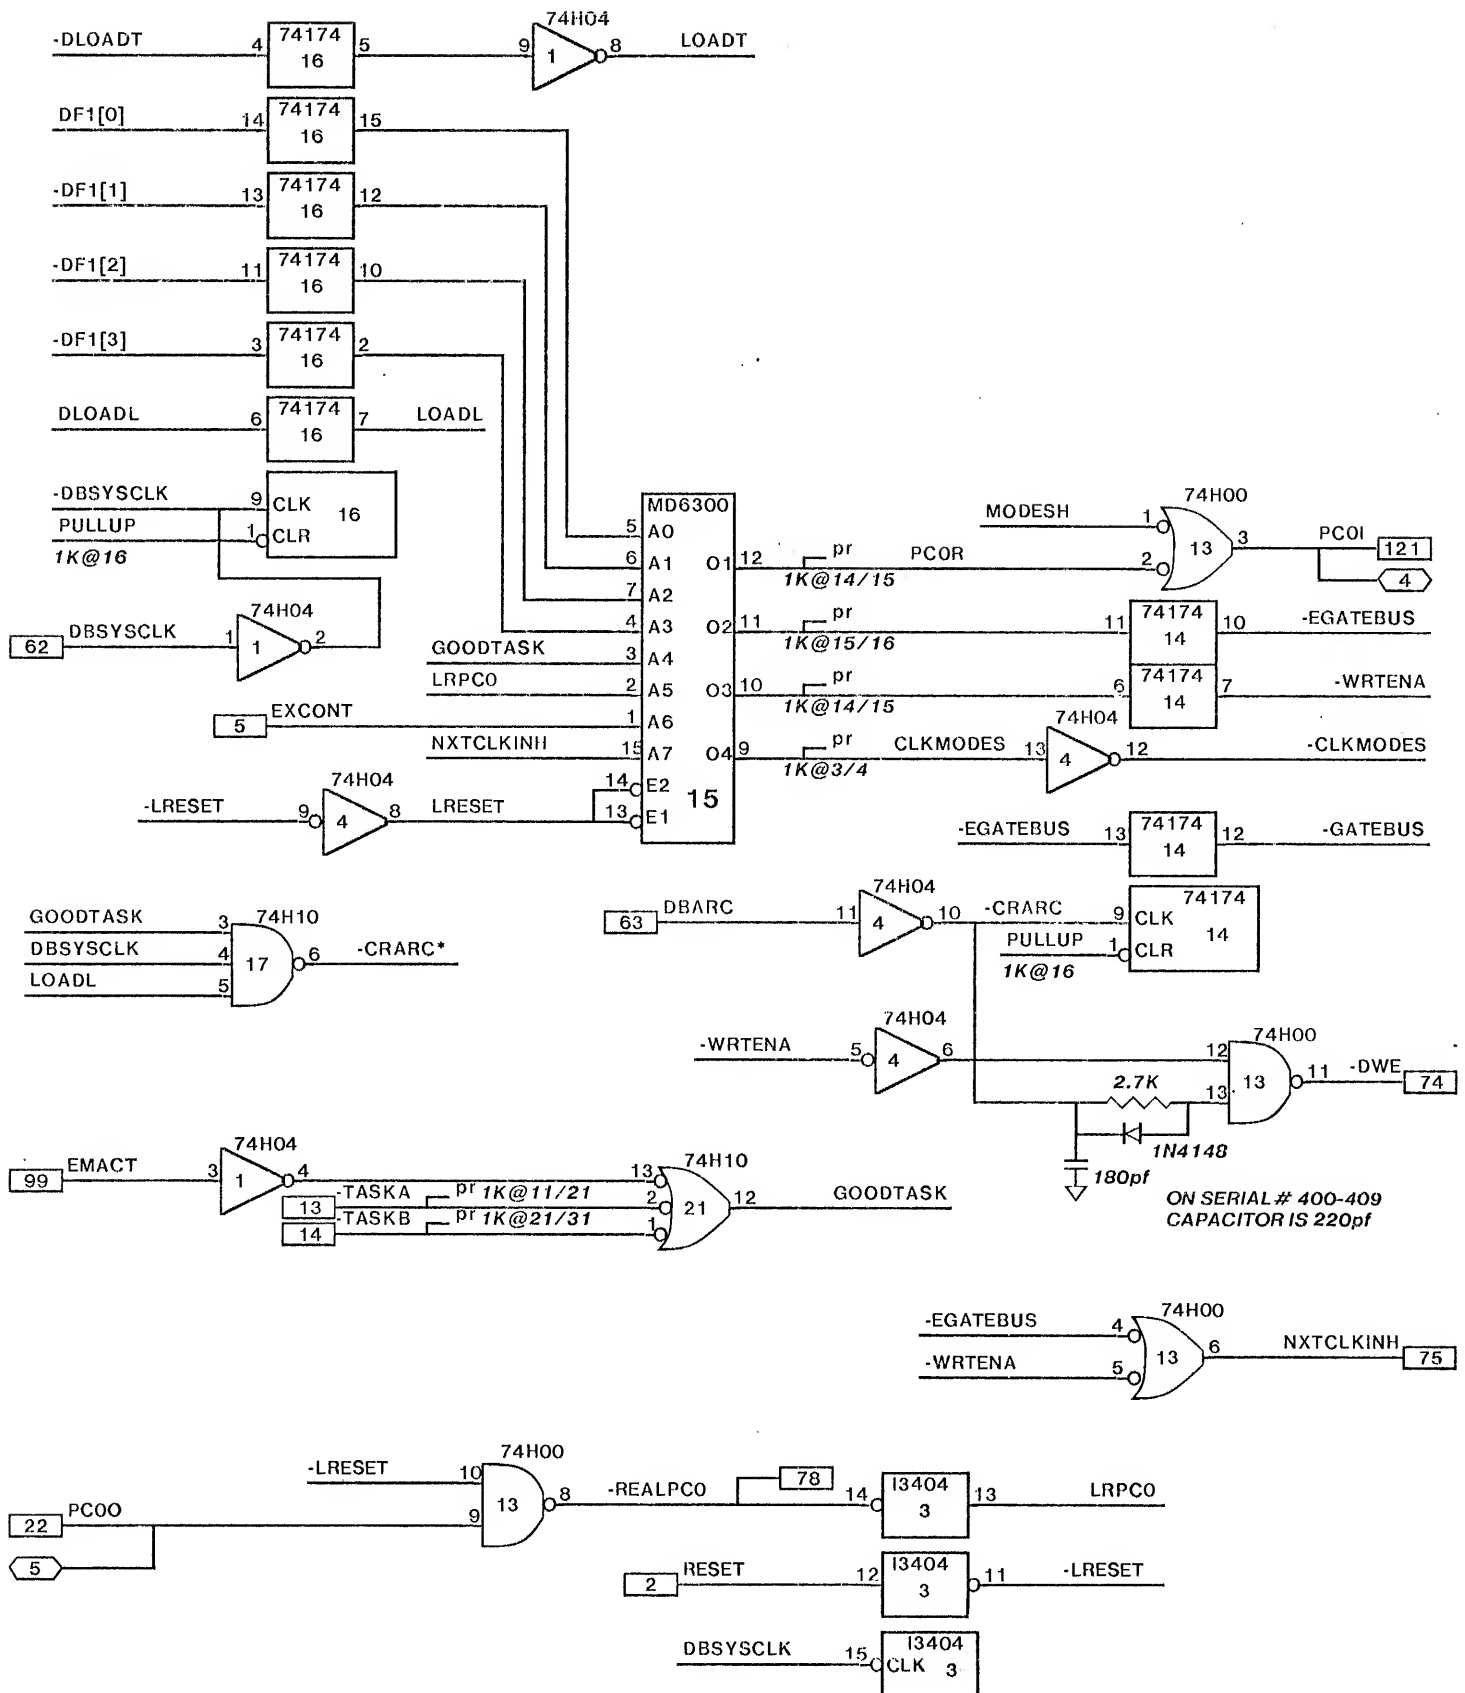 74H04
-DLOADT 4 74174 16 5 9 1 8 LOADT
DF1[0] 14 74174 16 15
-DF1[1] 13 74174 16 12
-DF1[2] 11 74174 16 10
-DF1[3] 3 74174 16 2
DLOADL 6 74174 16 7 LOADL
-DBSYSCLK 9 CLK 16
PULLUP 1 CLR
1K@16
74H04
62 DBSYSCLK 1 1 2
MD6300
5 A0
6 A1 O1 12 pr PC0R
1K@14/15
7 A2
4 A3 O2 11 pr
1K@15/16
GOODTASK 3 A4
LRPC0 2 A5 O3 10 pr
1K@14/15
5 EXCONT 1 A6
NXTCLKINH 15 A7 O4 9 pr CLKMODES
1K@3/4
14 E2
13 E1
15
74H04
-LRESET 9 4 8 LRESET
74H00
MODESH 1
2 13 3 PC0I 121
4
11 74174 14 10 -EGATEBUS
6 74174 14 7 -WRTENA
74H04
13 4 12 -CLKMODES
-EGATEBUS 13 74174 14 12 -GATEBUS
74H10
GOODTASK 3
DBSYSCLK 4 17 6 -CRARC*
LOADL 5
74H04
63 DBARC 11 4 10 -CRARC 9 CLK 74174
14
PULLUP 1 CLR
1K@16
74H04
-WRTENA 5 4 6
74H00
12
13 13 11 -DWE 74
2.7K
1N4148
180pf
ON SERIAL# 400-409
CAPACITOR IS 220pf
74H04
99 EMACT 3 1 4
74H10
13
13 -TASKA pr 1K@11/21 2 21 12 GOODTASK
14 -TASKB pr 1K@21/31 1
74H00
-EGATEBUS 4
13 6 NXTCLKINH 75
-WRTENA 5
74H00
-LRESET 10
13 8 -REALPC0 78
22 PC0O 9
5
14 I3404 3 13 LRPC0
2 RESET 12 I3404 3 11 -LRESET
DBSYSCLK 15 CLK I3404 3